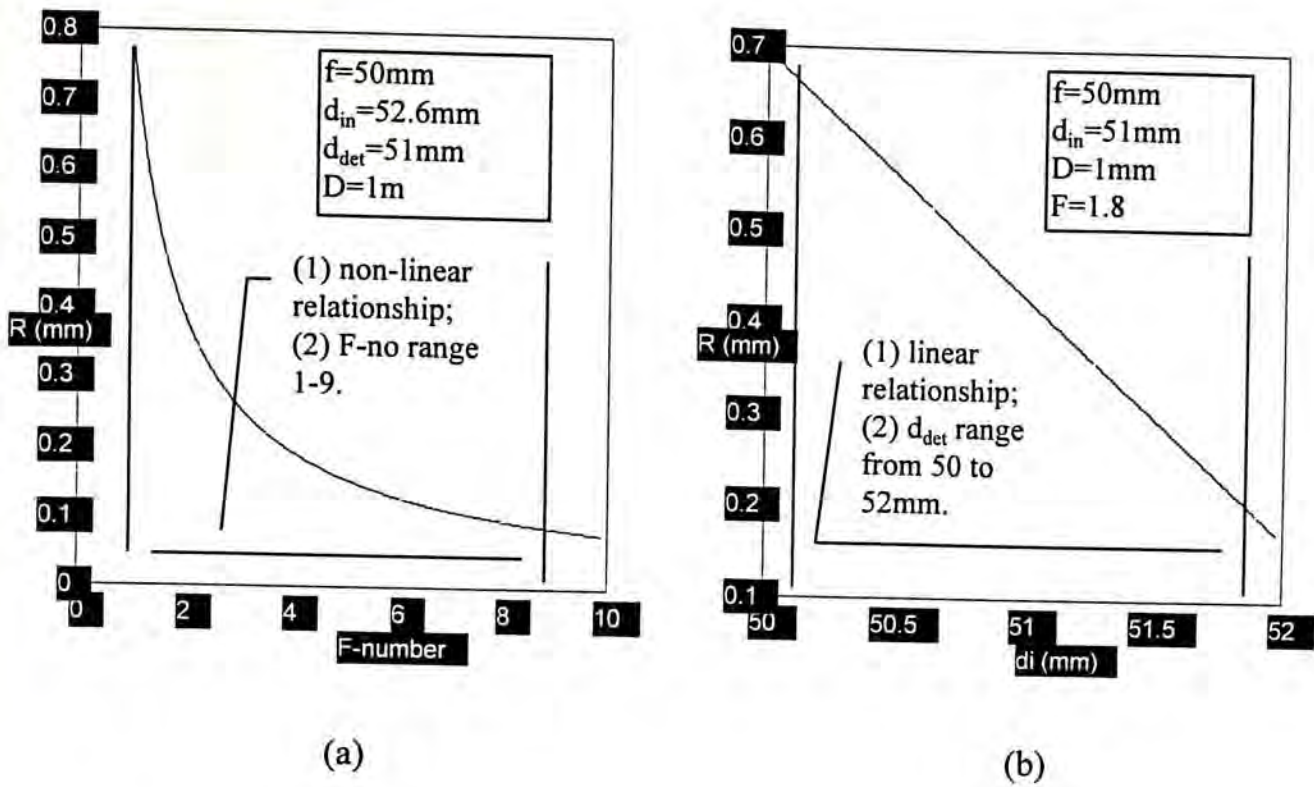 0.8
0.7
0.6
0.5
0.4
R (mm)
0.3
0.2
0.1
0
0
2
4
6
8
10
F-number
f=50mm
d_in=52.6mm
d_det=51mm
D=1m
(1) non-linear
relationship;
(2) F-no range
1-9.
(a)
0.7
0.6
0.5
0.4
R (mm)
0.3
0.2
0.1
50
50.5
51
51.5
52
di (mm)
f=50mm
d_in=51mm
D=1mm
F=1.8
(1) linear
relationship;
(2) d_det range
from 50 to
52mm.
(b)